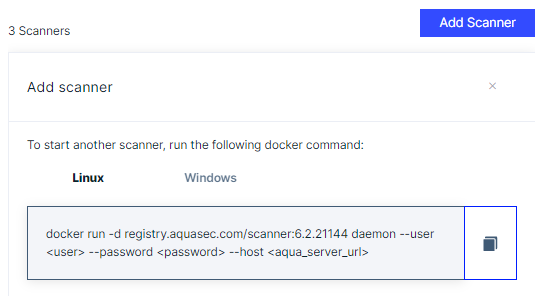 3 Scanners
Add Scanner
Add scanner
To start another scanner, run the following docker command:
Linux
Windows
docker run -d registry.aquasec.com/scanner:6.2.21144 daemon --user
<user> --password <password> --host <aqua_server_url>